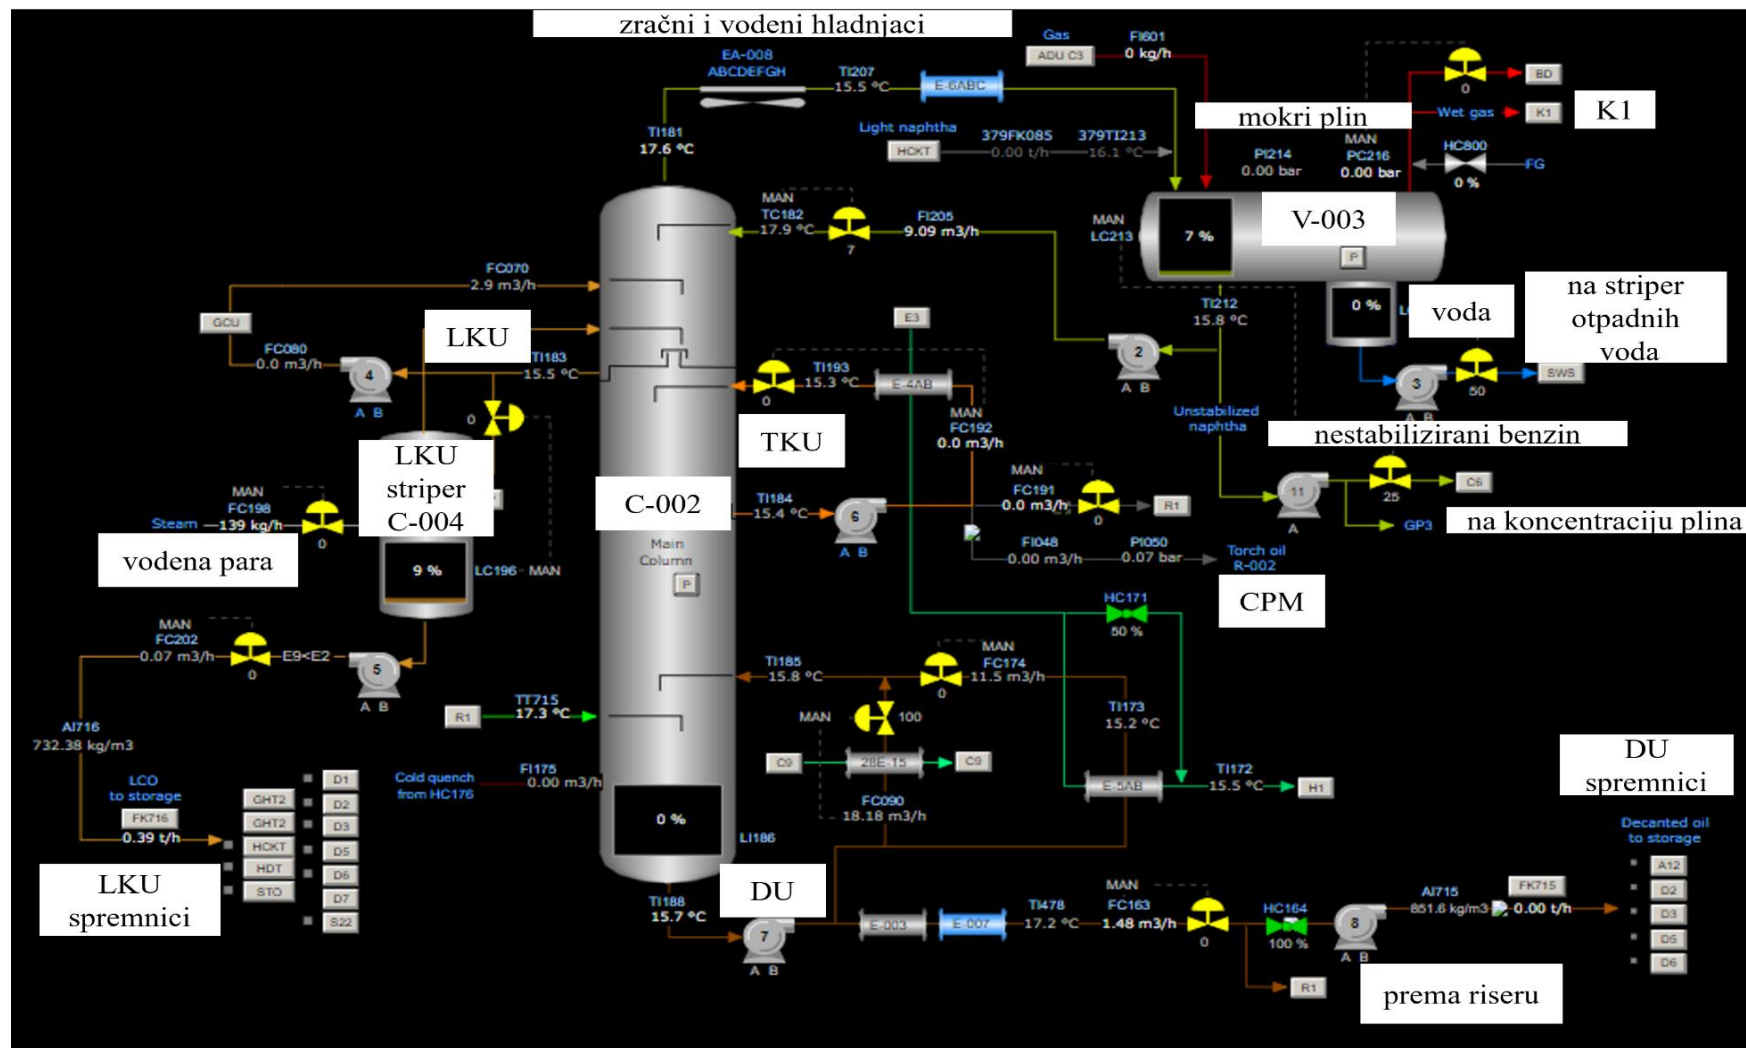 zračni i vodeni hladnjaci
EA-008
ABCDEFGH
TI207
15.5 °C
E-6ABC
Gas
ADU C3
FI601
0 kg/h
0
BD
mokri plin
Wet gas
K1
K1
TI181
17.6 °C
Light naphtha
HCKT
379FK085
0.00 t/h
379TI213
16.1 °C
PI214
0.00 bar
MAN
PC216
0.00 bar
HC800
0 %
FG
MAN
TC182
17.9 °C
7
FI205
9.09 m3/h
MAN
LC213
7 %
V-003
P
0 %
FC070
2.9 m3/h
GCU
FC080
0.0 m3/h
4
A B
LKU
TI183
15.5 °C
E3
TI212
15.8 °C
2
A B
voda
na striper
otpadnih
voda
3
A B
50
SWS
TI193
15.3 °C
0
E-4AB
MAN
FC192
0.0 m3/h
Unstabilized
naphtha
nestabilizirani benzin
0
TKU
LKU
striper
C-004
MAN
FC198
Steam
139 kg/h
0
vodena para
9 %
LC196
MAN
C-002
Main
Column
P
TI184
15.4 °C
6
A B
MAN
FC191
0.0 m3/h
0
R1
11
A
25
C6
GP3
na koncentraciju plina
FI048
0.00 m3/h
PI050
0.07 bar
Torch oil
R-002
CPM
HC171
50 %
MAN
FC202
0.07 m3/h
0
E9<E2
5
A B
TI185
15.8 °C
MAN
FC174
11.5 m3/h
0
R1
TT715
17.3 °C
MAN
100
TI173
15.2 °C
AI716
732.38 kg/m3
Cold quench
from HC176
FI175
0.00 m3/h
C9
28E-15
C9
E-5AB
TI172
15.5 °C
H1
DU
spremnici
LCO
to storage
FK716
0.39 t/h
GHT2
GHT2
HCKT
HDT
STO
D1
D2
D3
D5
D6
D7
S22
LKU
spremnici
0 %
LI186
FC090
18.18 m3/h
Decanted oil
to storage
A12
D2
D3
D5
D6
TI188
15.7 °C
DU
7
A B
E-003
E-007
TI478
17.2 °C
MAN
FC163
1.48 m3/h
0
HC164
100 %
8
A B
AI715
851.6 kg/m3
FK715
0.00 t/h
R1
prema riseru